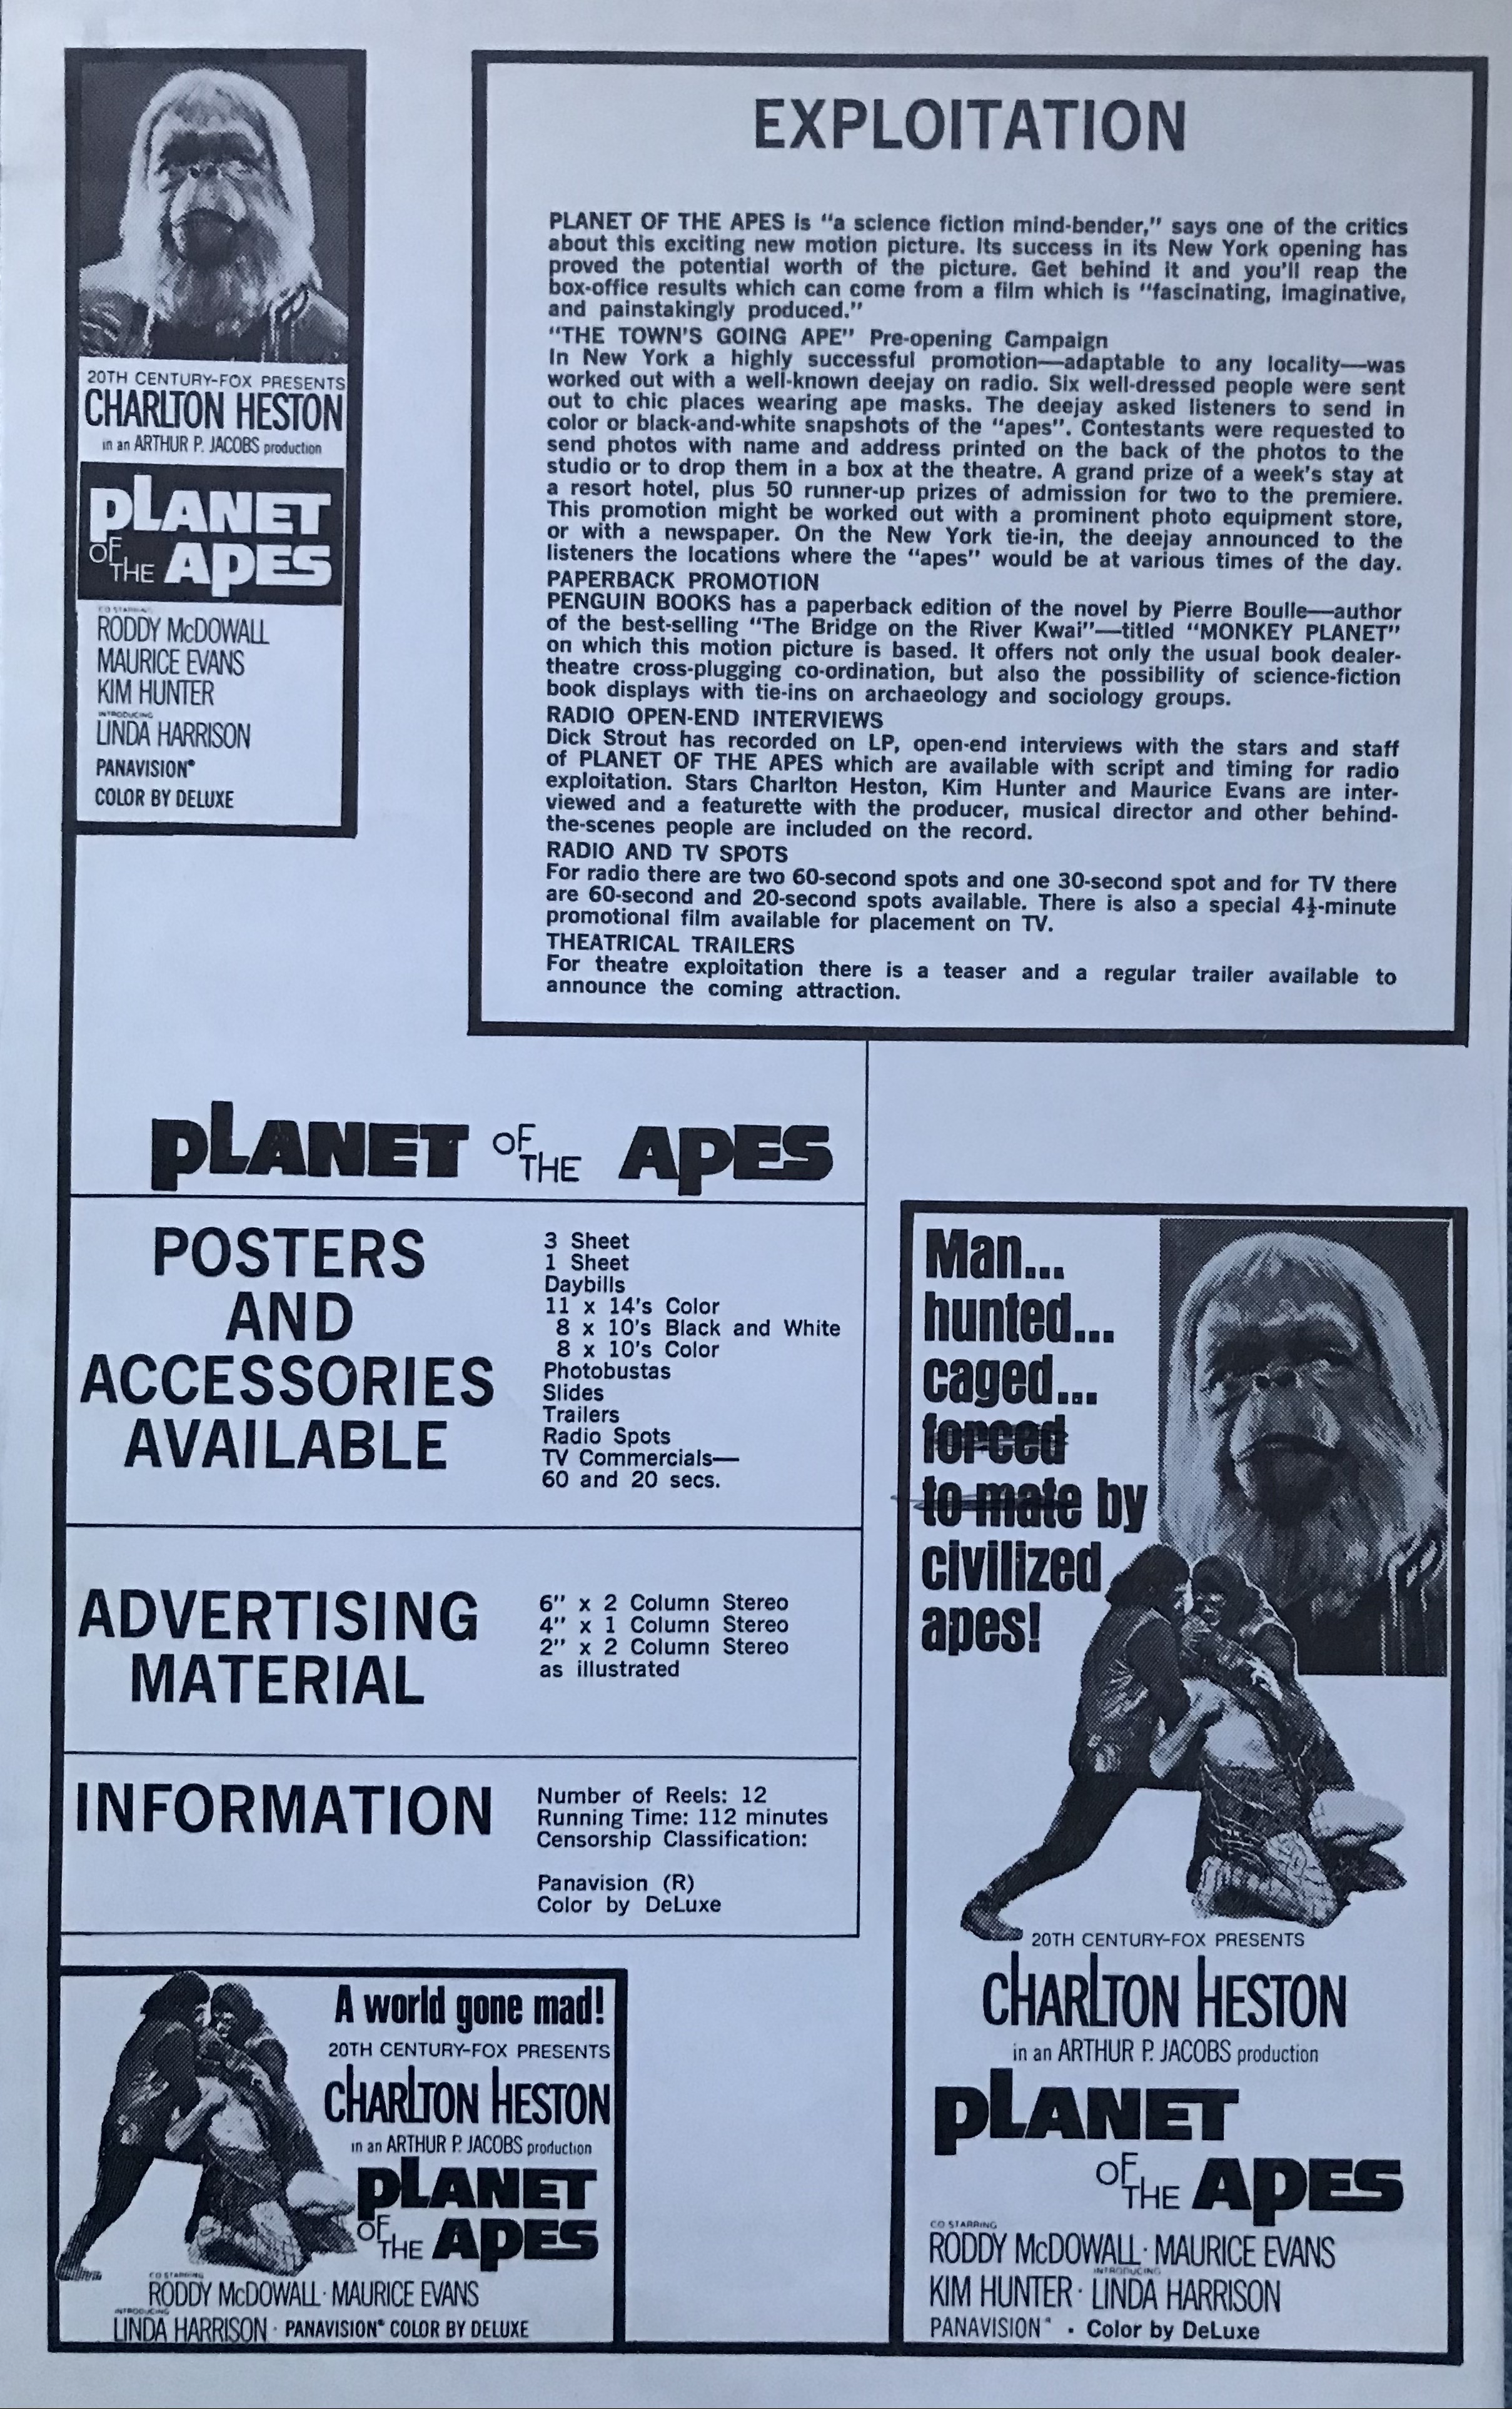 20TH CENTURY-FOX PRESENTS
CHARLTON HESTON
in an ARTHUR P. JACOBS production
PLANET
OF
THE APES
CO STARRING
RODDY McDOWALL
MAURICE EVANS
KIM HUNTER
INTRODUCING
LINDA HARRISON
PANAVISION®
COLOR BY DELUXE
EXPLOITATION
PLANET OF THE APES is "a science fiction mind-bender," says one of the critics
about this exciting new motion picture. Its success in its New York opening has
proved the potential worth of the picture. Get behind it and you'll reap the
box-office results which can come from a film which is "fascinating, imaginative,
and painstakingly produced."
"THE TOWN'S GOING APE" Pre-opening Campaign
In New York a highly successful promotion—adaptable to any locality—was
worked out with a well-known deejay on radio. Six well-dressed people were sent
out to chic places wearing ape masks. The deejay asked listeners to send in
color or black-and-white snapshots of the "apes". Contestants were requested to
send photos with name and address printed on the back of the photos to the
studio or to drop them in a box at the theatre. A grand prize of a week's stay at
a resort hotel, plus 50 runner-up prizes of admission for two to the premiere.
This promotion might be worked out with a prominent photo equipment store,
or with a newspaper. On the New York tie-in, the deejay announced to the
listeners the locations where the "apes" would be at various times of the day.
PAPERBACK PROMOTION
PENGUIN BOOKS has a paperback edition of the novel by Pierre Boulle—author
of the best-selling "The Bridge on the River Kwai"—titled "MONKEY PLANET"
on which this motion picture is based. It offers not only the usual book dealer-
theatre cross-plugging co-ordination, but also the possibility of science-fiction
book displays with tie-ins on archaeology and sociology groups.
RADIO OPEN-END INTERVIEWS
Dick Strout has recorded on LP, open-end interviews with the stars and staff
of PLANET OF THE APES which are available with script and timing for radio
exploitation. Stars Charlton Heston, Kim Hunter and Maurice Evans are inter-
viewed and a featurette with the producer, musical director and other behind-
the-scenes people are included on the record.
RADIO AND TV SPOTS
For radio there are two 60-second spots and one 30-second spot and for TV there
are 60-second and 20-second spots available. There is also a special 4½-minute
promotional film available for placement on TV.
THEATRICAL TRAILERS
For theatre exploitation there is a teaser and a regular trailer available to
announce the coming attraction.
PLANET OF THE APES
POSTERS
AND
ACCESSORIES
AVAILABLE
3 Sheet
1 Sheet
Daybills
11 x 14's Color
8 x 10's Black and White
8 x 10's Color
Photobustas
Slides
Trailers
Radio Spots
TV Commercials—
60 and 20 secs.
ADVERTISING
MATERIAL
6" x 2 Column Stereo
4" x 1 Column Stereo
2" x 2 Column Stereo
as illustrated
INFORMATION
Number of Reels: 12
Running Time: 112 minutes
Censorship Classification:
Panavision (R)
Color by DeLuxe
A world gone mad!
20TH CENTURY-FOX PRESENTS
CHARLTON HESTON
in an ARTHUR P. JACOBS production
PLANET
OF
THE APES
CO STARRING
RODDY McDOWALL · MAURICE EVANS
INTRODUCING
LINDA HARRISON · PANAVISION® COLOR BY DELUXE
Man...
hunted...
caged...
forced
to mate by
civilized
apes!
20TH CENTURY-FOX PRESENTS
CHARLTON HESTON
in an ARTHUR P. JACOBS production
PLANET
OF
THE APES
CO STARRING
RODDY McDOWALL · MAURICE EVANS
INTRODUCING
KIM HUNTER · LINDA HARRISON
PANAVISION® · Color by DeLuxe